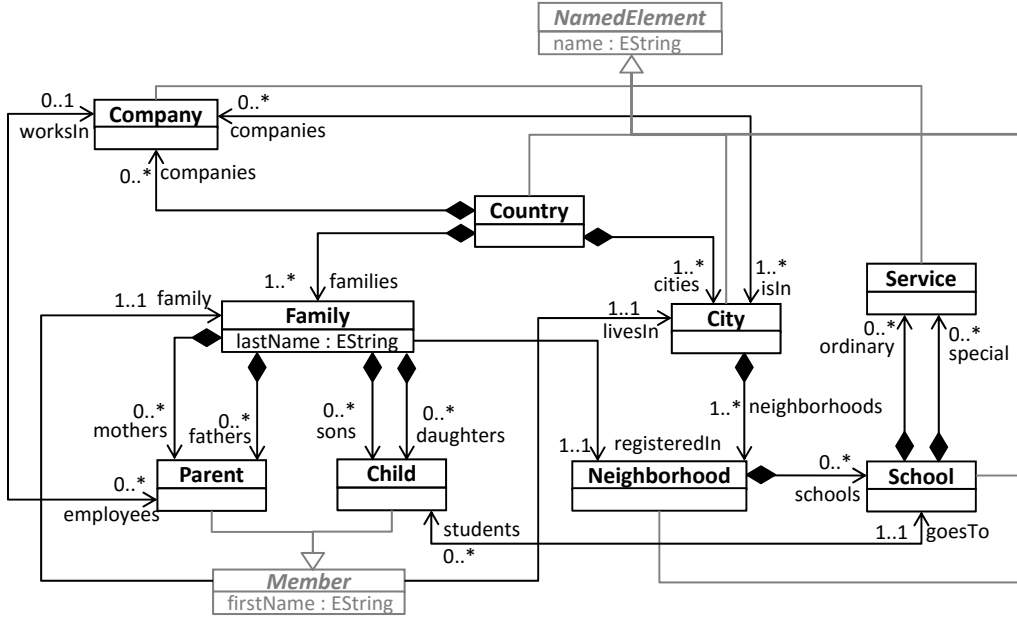 NamedElement
name : EString
0..1
Company
0..*
worksIn
companies
0..*
companies
Country
1..*
families
1..*
cities
1..*
isIn
Service
1..1
family
Family
lastName : EString
1..1
livesIn
City
0..*
ordinary
0..*
special
0..*
mothers
0..*
fathers
0..*
sons
0..*
daughters
1..*
neighborhoods
1..1
registeredIn
Parent
Child
Neighborhood
0..*
schools
School
0..*
employees
students
0..*
1..1
goesTo
Member
firstName : EString